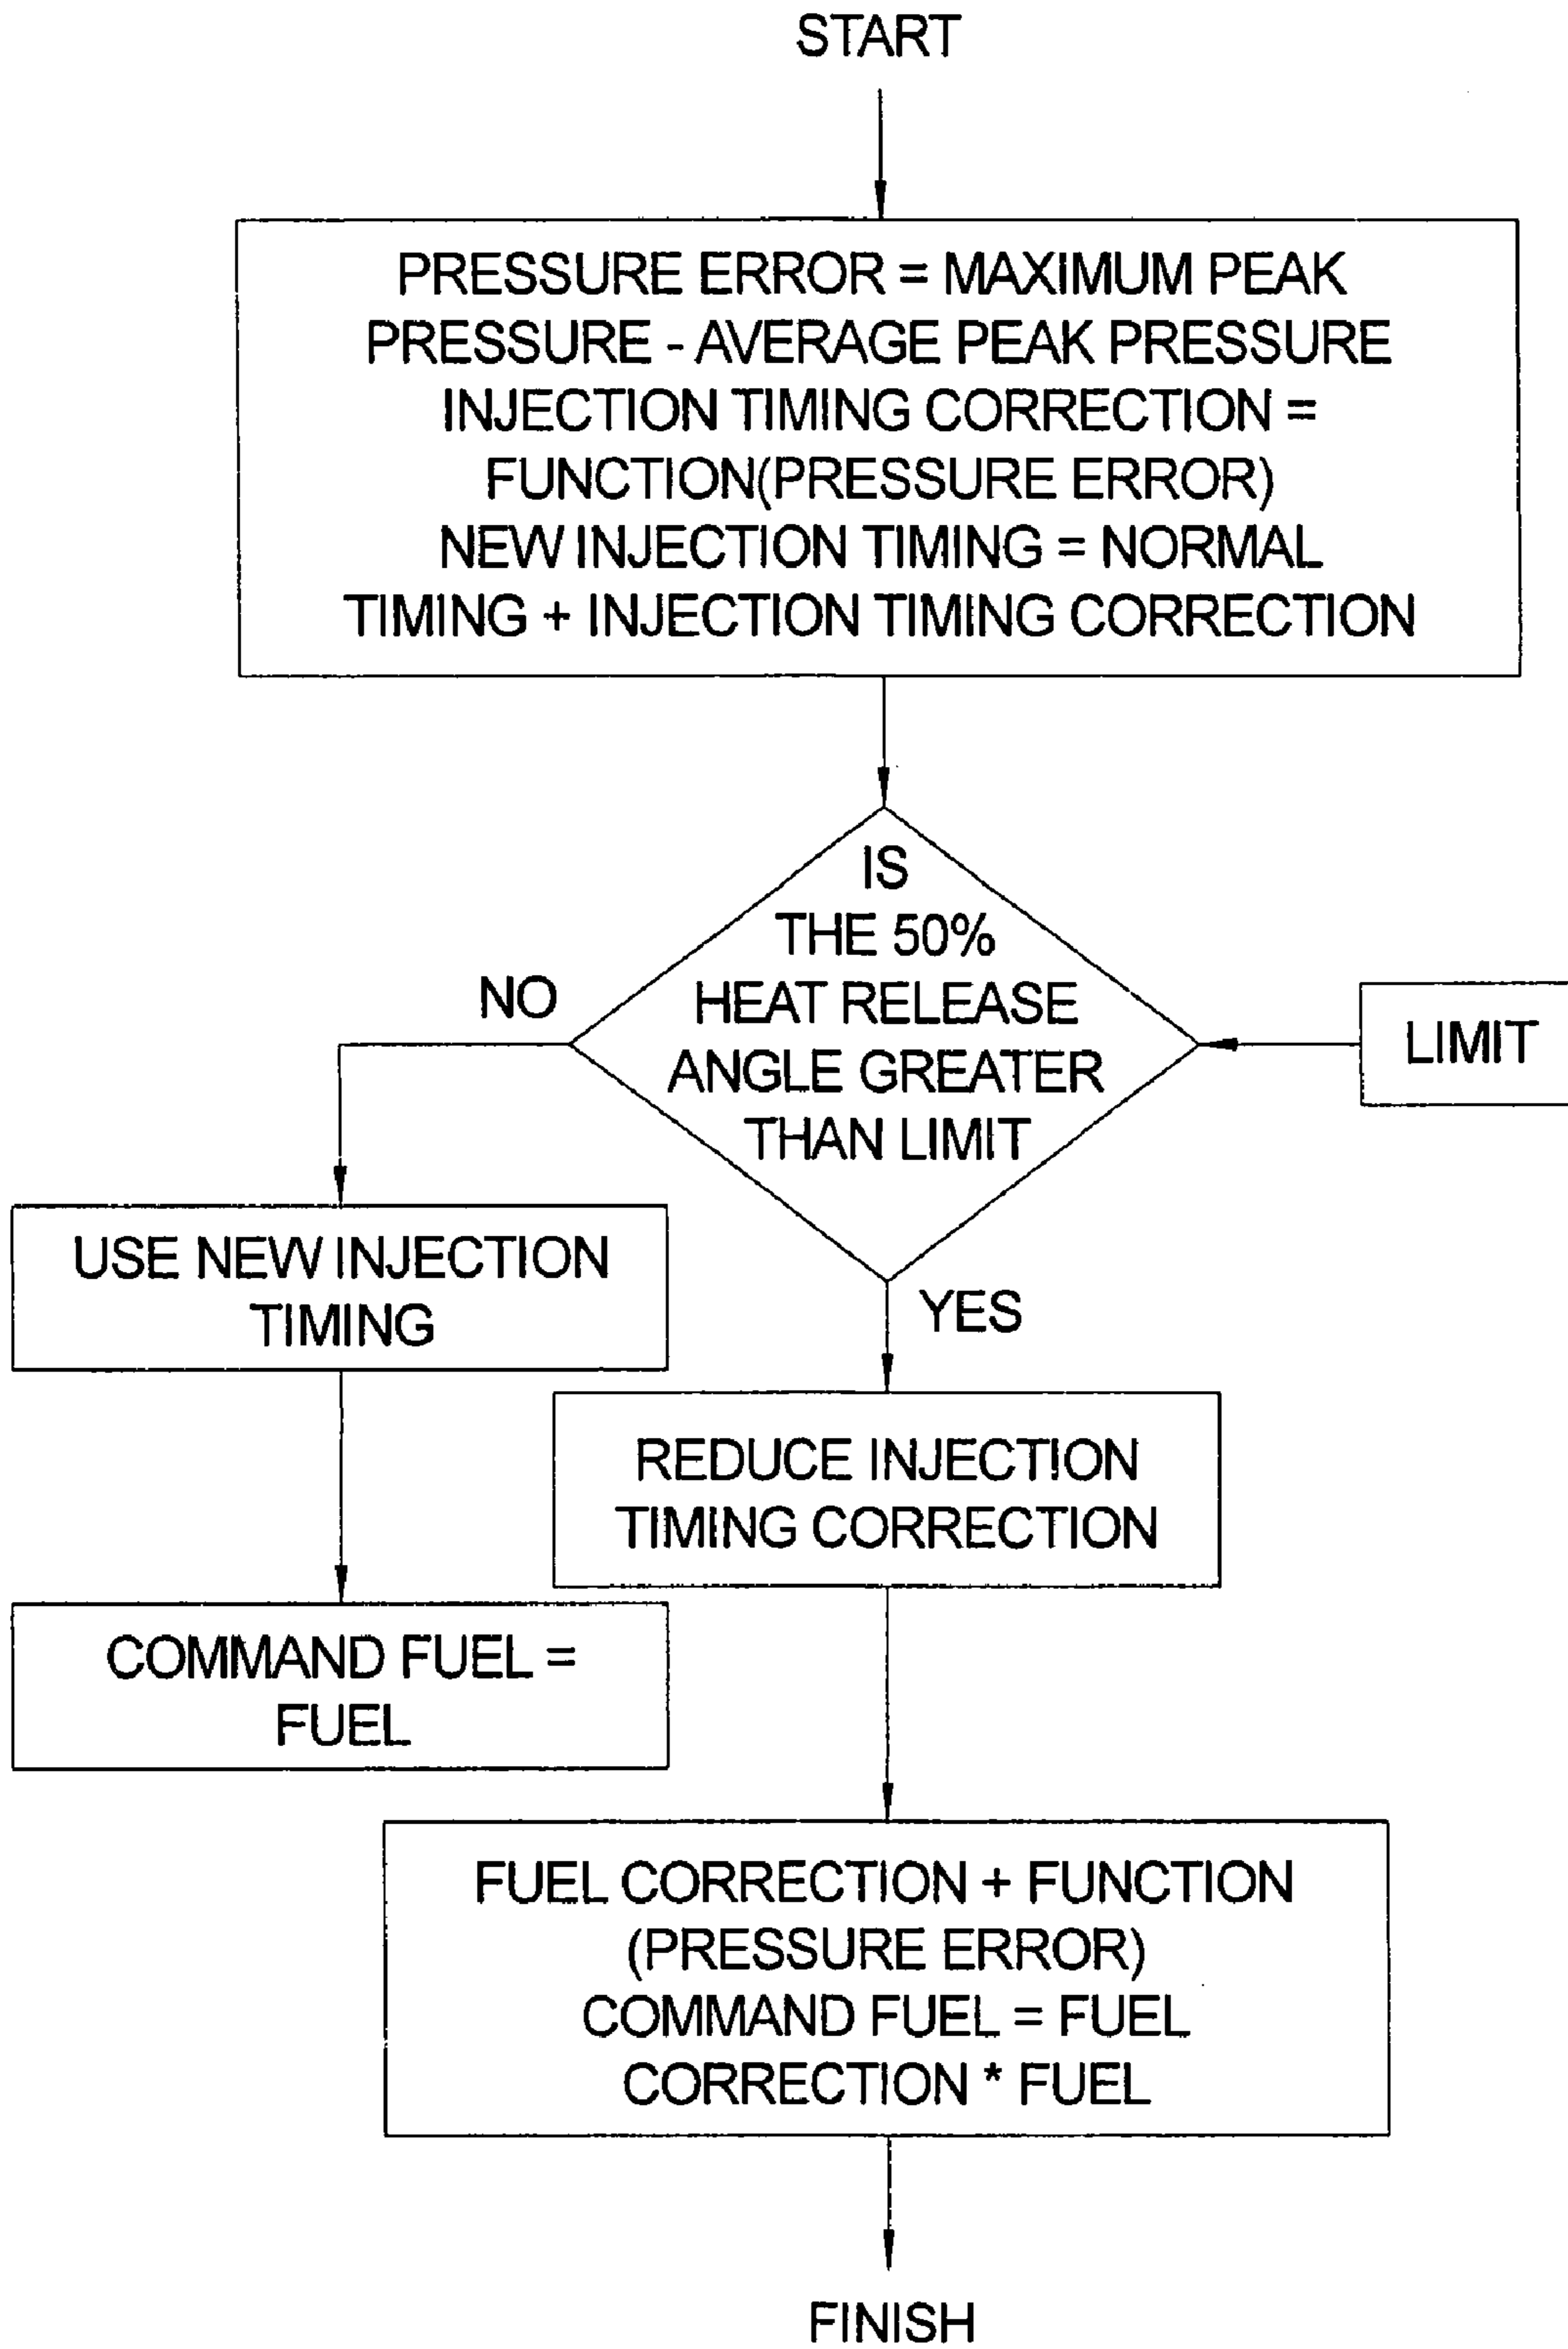 START
PRESSURE ERROR = MAXIMUM PEAK
PRESSURE - AVERAGE PEAK PRESSURE
INJECTION TIMING CORRECTION =
FUNCTION(PRESSURE ERROR)
NEW INJECTION TIMING = NORMAL
TIMING + INJECTION TIMING CORRECTION
IS
THE 50%
HEAT RELEASE
ANGLE GREATER
THAN LIMIT
NO
LIMIT
YES
USE NEW INJECTION
TIMING
REDUCE INJECTION
TIMING CORRECTION
COMMAND FUEL =
FUEL
FUEL CORRECTION + FUNCTION
(PRESSURE ERROR)
COMMAND FUEL = FUEL
CORRECTION * FUEL
FINISH